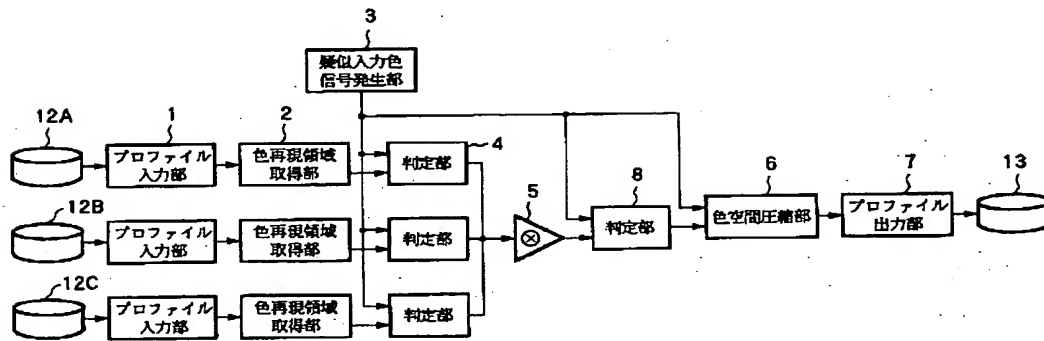 3
疑似入力色
信号発生部
12A
1
プロファイル
入力部
2
色再現領域
取得部
4
判定部
12B
プロファイル
入力部
色再現領域
取得部
判定部
12C
プロファイル
入力部
色再現領域
取得部
判定部
5
8
判定部
6
色空間圧縮部
7
プロファイル
出力部
13